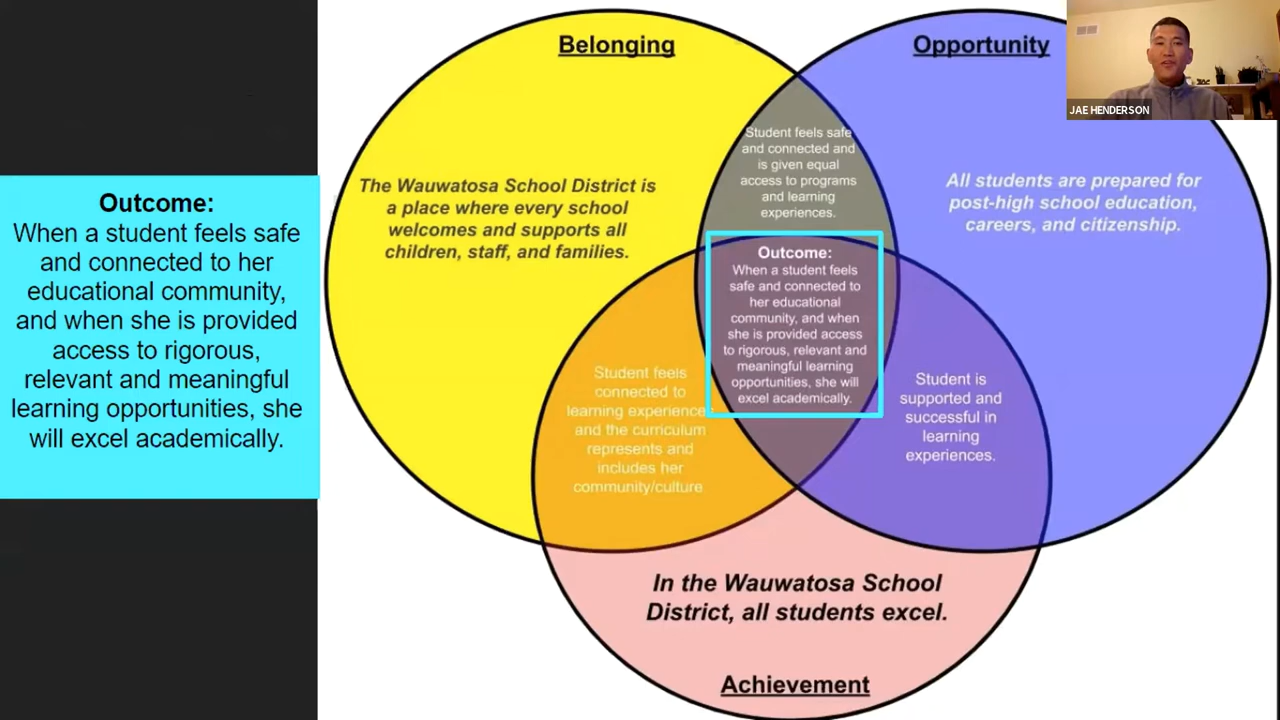 Outcome:
When a student feels safe
and connected to her
educational community,
and when she is provided
access to rigorous,
relevant and meaningful
learning opportunities, she
will excel academically.
Belonging
The Wauwatosa School District is
a place where every school
welcomes and supports all
children, staff, and families.
Opportunity
All students are prepared for
post-high school education,
careers, and citizenship.
JAE HENDERSON
Student feels safe
and connected and
is given equal
access to programs
and learning
experiences.
Outcome:
When a student feels
safe and connected to
her educational
community, and when
she is provided access
to rigorous, relevant and
meaningful learning
opportunities, she will
excel academically.
Student feels
connected to
learning experiences
and the curriculum
represents and
includes her
community/culture
Student is
supported and
successful in
learning
experiences.
In the Wauwatosa School
District, all students excel.
Achievement